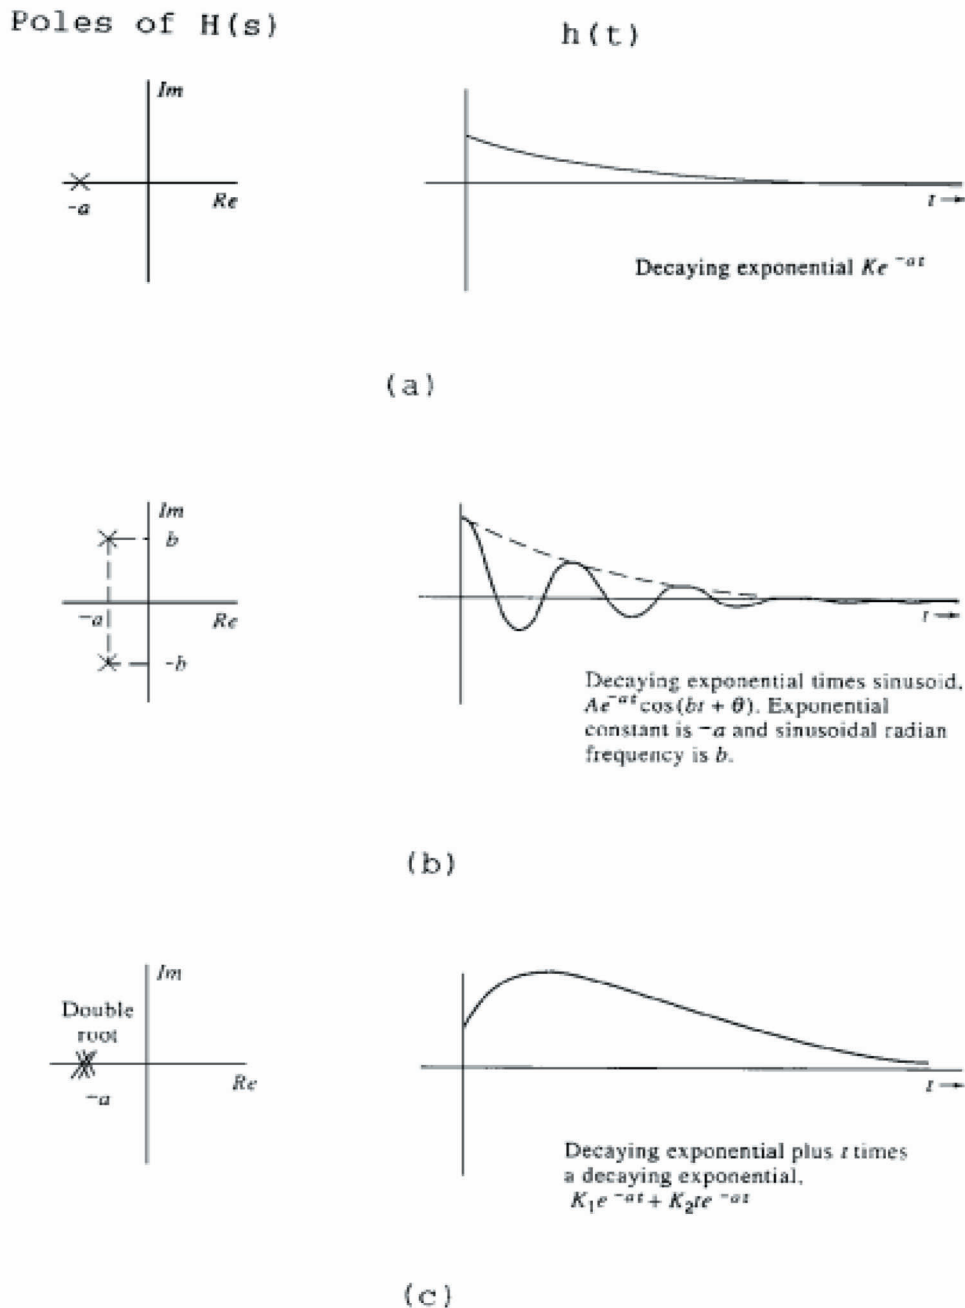 Poles of H(s)
h(t)
Im
-a
Re
t→
Decaying exponential Ke^{-at}
(a)
Im
b
-a
Re
-b
t→
Decaying exponential times sinusoid,
Ae^{-at}cos(bt + θ). Exponential
constant is -a and sinusoidal radian
frequency is b.
(b)
Im
Double
root
-a
Re
t→
Decaying exponential plus t times
a decaying exponential,
K₁e^{-at} + K₂te^{-at}
(c)